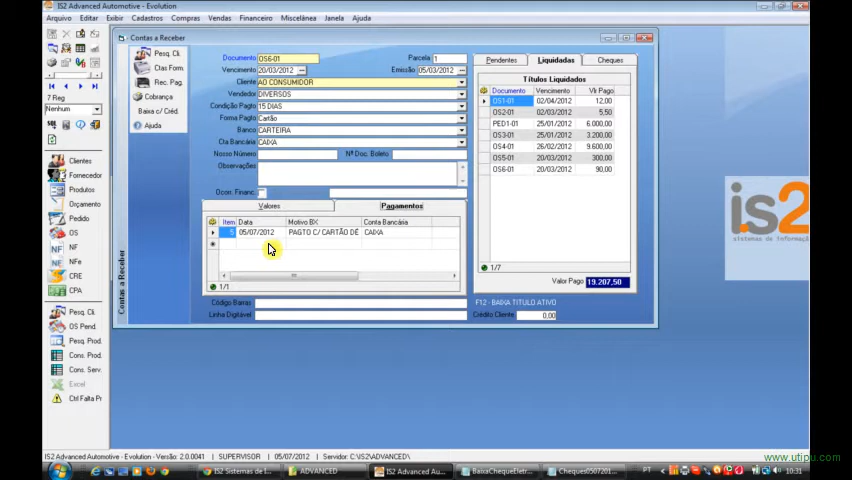 IS2 Advanced Automotive - Evolution
Arquivo Editar Exibir Cadastros Compras Vendas Financeiro Miscelânea Janela Ajuda
7 Reg
Nenhum
Clientes
Fornecedor
Produtos
Orçamento
Pedido
OS
NF
NFe
CRE
CPA
Pesq. Cli.
OS Pend.
Pesq. Prod.
Cons. Prod.
Cons. Serv.
Excel
Ctrl Falta Pr
Contas a Receber
Contas a Receber
Pesq. Cli.
Ctas Form.
Rec. Pag.
Cobrança
Baixa c/ Créd.
Ajuda
Documento OS6-01 Parcela 1
Vencimento 20/03/2012 Emissão 05/03/2012
Cliente AO CONSUMIDOR
Vendedor DIVERSOS
Condição Pagto 15 DIAS
Forma Pagto Cartão
Banco CARTEIRA
Cta Bancária CAIXA
Nosso Número Nº Doc. Boleto
Observações
Ocorr. Financ.
Valores Pagamentos
Item Data Motivo BX Conta Bancária
5 05/07/2012 PAGTO C/ CARTÃO DÉ CAIXA
1/1
Código Barras
Linha Digitável
Pendentes Liquidadas Cheques
Títulos Liquidados
Documento Vencimento Vlr Pago
OS1-01 02/04/2012 12,00
OS2-01 02/03/2012 5,50
PED1-01 25/01/2012 6.000,00
OS3-01 25/01/2012 3.200,00
OS4-01 26/02/2012 9.600,00
OS5-01 20/03/2012 300,00
OS6-01 20/03/2012 90,00
1/7
Valor Pago 19.207,50
F12 - BAIXA TITULO ATIVO
Crédito Cliente 0,00
is2
sistemas de informaçã
IS2 Advanced Automotive - Evolution - Versão: 2.0.0041 SUPERVISOR 05/07/2012 Servidor: C:\IS2\ADVANCED\
www.utipu.com
IS2 Sistemas de I... ADVANCED IS2 Advanced Au... BaixaChequeEletr... Cheques0507201... PT 10:31